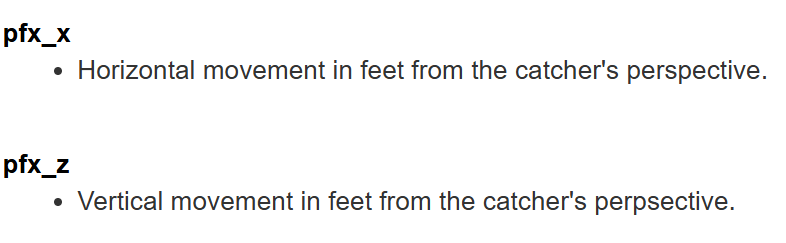 pfx_x
• Horizontal movement in feet from the catcher's perspective.
pfx_z
• Vertical movement in feet from the catcher's perpsective.